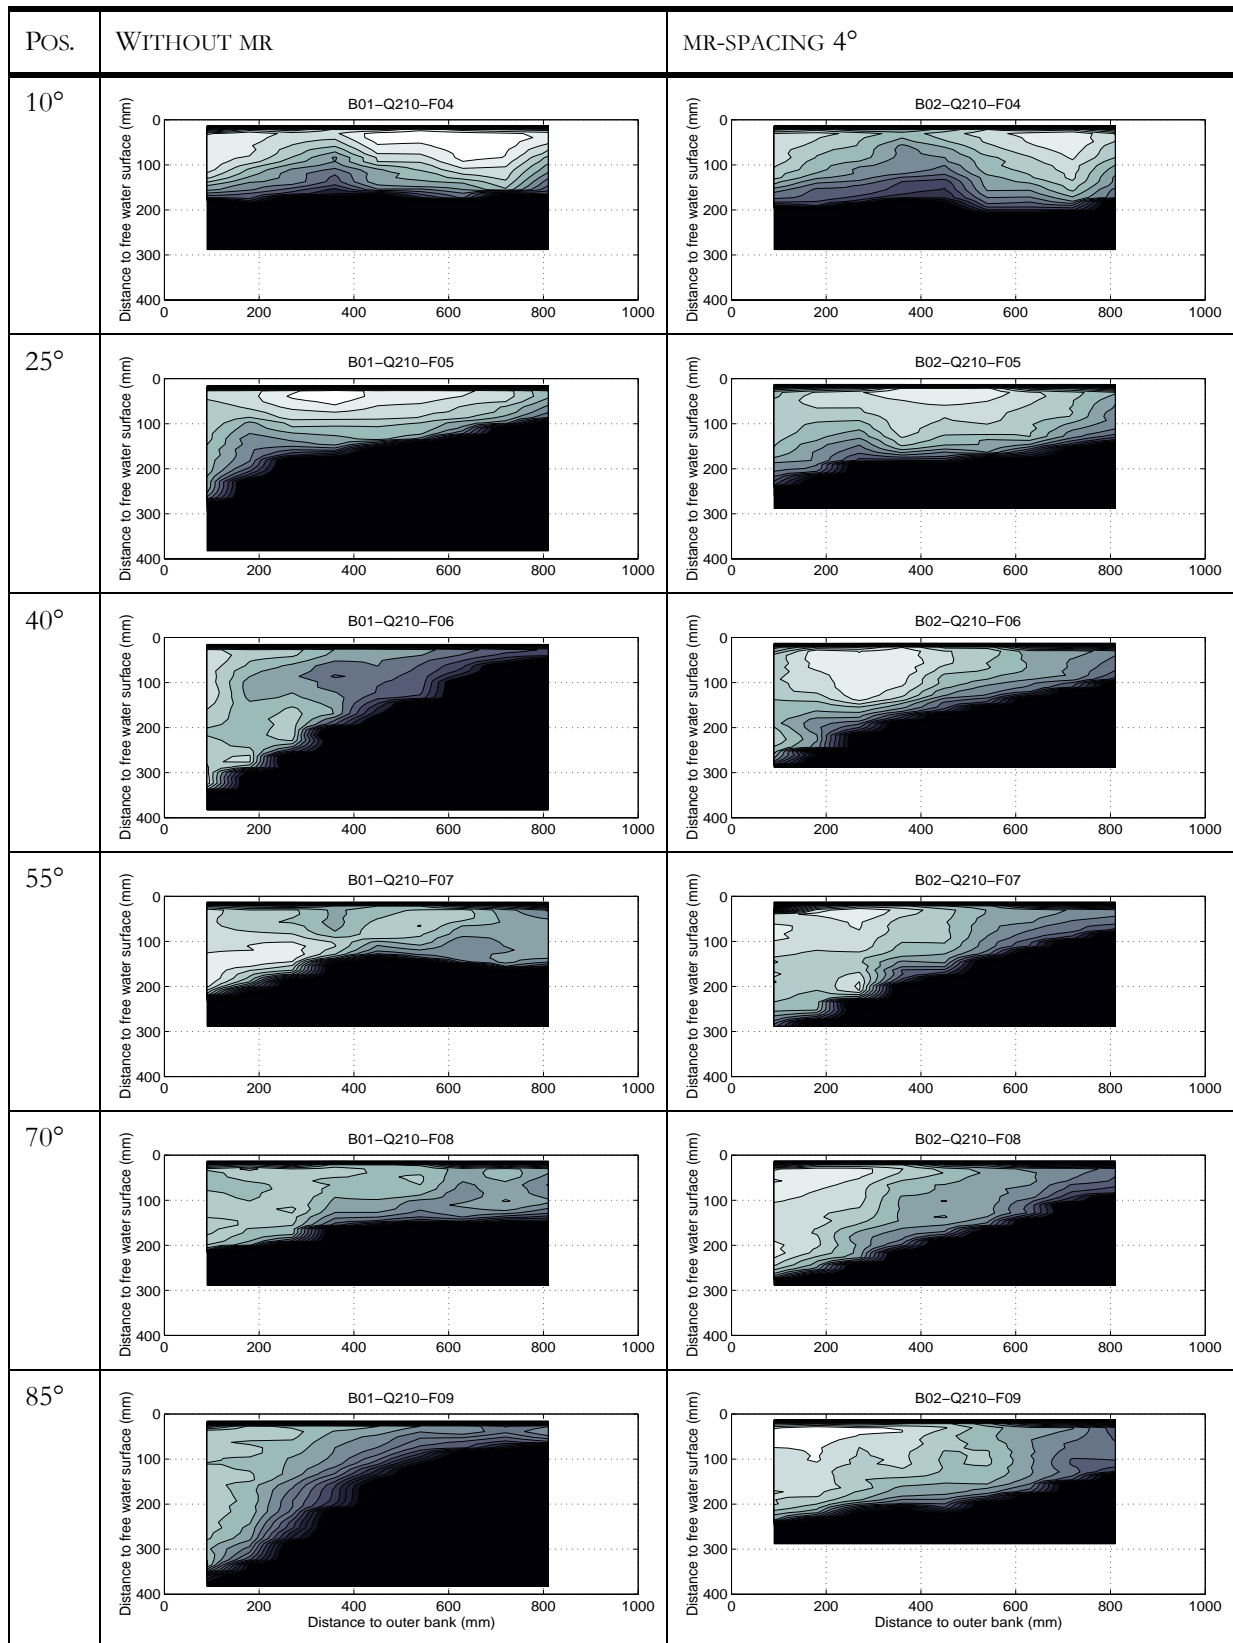 POS. WITHOUT MR MR-SPACING 4°
10°
B01-Q210-F04
Distance to free water surface (mm)
0
100
200
300
400
0 200 400 600 800 1000
B02-Q210-F04
Distance to free water surface (mm)
0
100
200
300
400
0 200 400 600 800 1000
25°
B01-Q210-F05
Distance to free water surface (mm)
0
100
200
300
400
0 200 400 600 800 1000
B02-Q210-F05
Distance to free water surface (mm)
0
100
200
300
400
0 200 400 600 800 1000
40°
B01-Q210-F06
Distance to free water surface (mm)
0
100
200
300
400
0 200 400 600 800 1000
B02-Q210-F06
Distance to free water surface (mm)
0
100
200
300
400
0 200 400 600 800 1000
55°
B01-Q210-F07
Distance to free water surface (mm)
0
100
200
300
400
0 200 400 600 800 1000
B02-Q210-F07
Distance to free water surface (mm)
0
100
200
300
400
0 200 400 600 800 1000
70°
B01-Q210-F08
Distance to free water surface (mm)
0
100
200
300
400
0 200 400 600 800 1000
B02-Q210-F08
Distance to free water surface (mm)
0
100
200
300
400
0 200 400 600 800 1000
85°
B01-Q210-F09
Distance to free water surface (mm)
0
100
200
300
400
0 200 400 600 800 1000
Distance to outer bank (mm)
B02-Q210-F09
Distance to free water surface (mm)
0
100
200
300
400
0 200 400 600 800 1000
Distance to outer bank (mm)